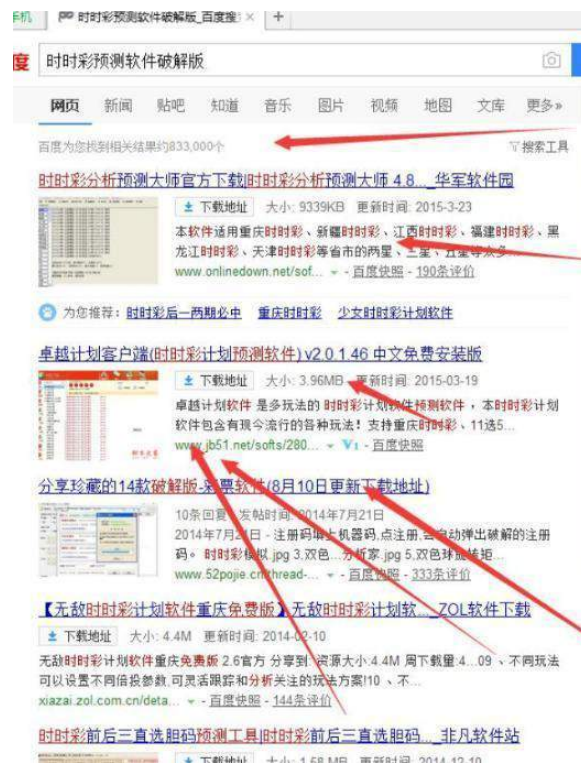 手机
时时彩预测软件破解版_百度搜
时时彩预测软件破解版
网页 新闻 贴吧 知道 音乐 图片 视频 地图 文库 更多»
百度为您找到相关结果约833,000个
搜索工具
时时彩分析预测大师官方下载|时时彩分析预测大师 4.8..._华军软件园
下载地址 大小: 9339KB 更新时间: 2015-3-23
本软件适用重庆时时彩、新疆时时彩、江西时时彩、福建时时彩、黑
龙江时时彩、天津时时彩等省市的两星、三星、五星等众多...
www.onlinedown.net/sof... - 百度快照 - 190条评价
为您推荐: 时时彩后一两期必中 重庆时时彩 少女时时彩计划软件
卓越计划客户端(时时彩计划预测软件) v2.0.1.46 中文免费安装版
下载地址 大小: 3.96MB 更新时间: 2015-03-19
卓越计划软件 是多玩法的 时时彩计划软件预测软件 , 本时时彩计划
软件包含有现今流行的各种玩法! 支持重庆时时彩、11选5...
www.jb51.net/softs/280... - V1 - 百度快照
分享珍藏的14款破解版-彩票软件(8月10日更新下载地址)
10条回复 - 发帖时间: 2014年7月21日
2014年7月21日 - 注册码填上机器码,点注册,会自动弹出破解的注册
码。 时时彩模拟.jpg 3.双色...分析家.jpg 5.双色球
www.52pojie.cn/thread-... - 百度快照 - 333条评价
【无敌时时彩计划软件重庆免费版】无敌时时彩计划软..._ZOL软件下载
下载地址 大小: 4.4M 更新时间: 2014-02-10
无敌时时彩计划软件重庆免费版 2.6官方 分享到: 资源大小:4.4M 周下载量:4...09 、不同玩法
可以设置不同倍投参数,可灵活跟踪和分析关注的玩法方案!10 、不...
xiazai.zol.com.cn/deta... - 百度快照 - 144条评价
时时彩前后三直选胆码预测工具|时时彩前后三直选胆码..._非凡软件站
下载地址 大小: 1.58 MB 更新时间: 2014-12-10